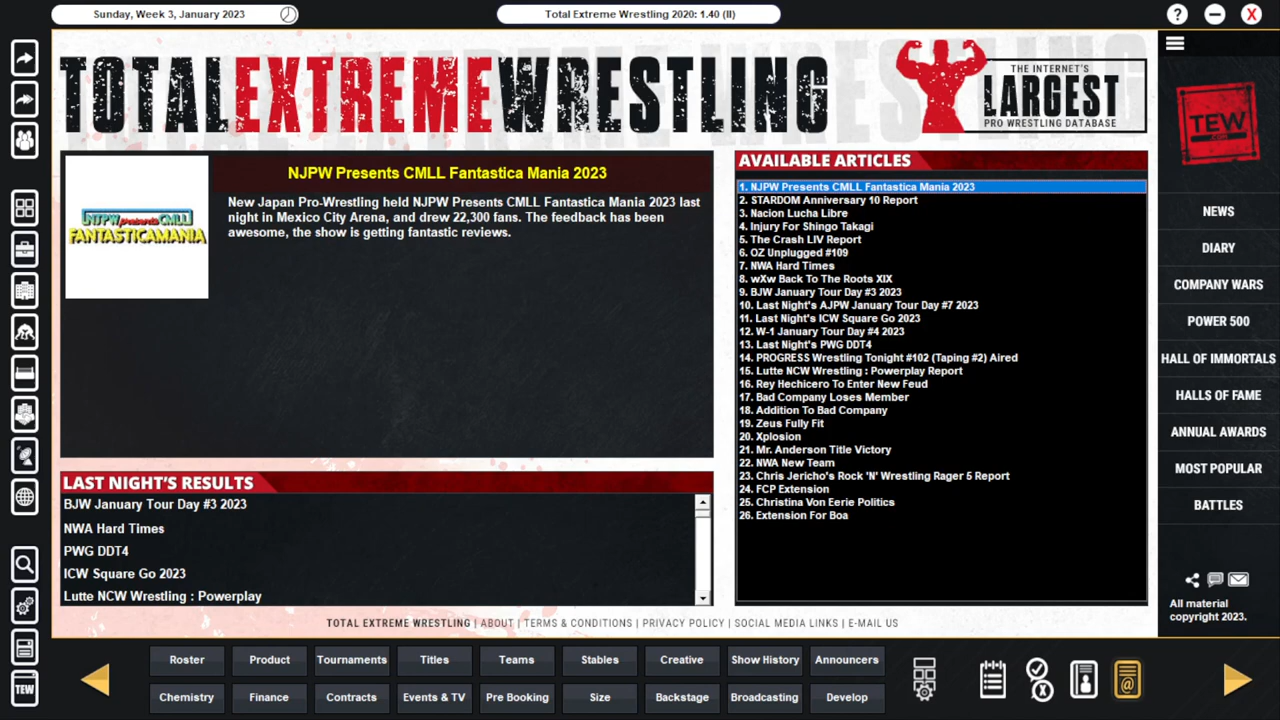 Sunday, Week 3, January 2023
Total Extreme Wrestling 2020: 1.40 (II)
?
X
TOTALEXTREMEWRESTLING
THE INTERNET'S
LARGEST
PRO WRESTLING DATABASE
TEW
.com
NJPW Presents CMLL Fantastica Mania 2023
NJPW presents CMLL
FANTASTICAMANIA
New Japan Pro-Wrestling held NJPW Presents CMLL Fantastica Mania 2023 last
night in Mexico City Arena, and drew 22,300 fans. The feedback has been
awesome, the show is getting fantastic reviews.
LAST NIGHT'S RESULTS
BJW January Tour Day #3 2023
NWA Hard Times
PWG DDT4
ICW Square Go 2023
Lutte NCW Wrestling : Powerplay
AVAILABLE ARTICLES
1. NJPW Presents CMLL Fantastica Mania 2023
2. STARDOM Anniversary 10 Report
3. Nacion Lucha Libre
4. Injury For Shingo Takagi
5. The Crash LIV Report
6. OZ Unplugged #109
7. NWA Hard Times
8. wXw Back To The Roots XIX
9. BJW January Tour Day #3 2023
10. Last Night's AJPW January Tour Day #7 2023
11. Last Night's ICW Square Go 2023
12. W-1 January Tour Day #4 2023
13. Last Night's PWG DDT4
14. PROGRESS Wrestling Tonight #102 (Taping #2) Aired
15. Lutte NCW Wrestling : Powerplay Report
16. Rey Hechicero To Enter New Feud
17. Bad Company Loses Member
18. Addition To Bad Company
19. Zeus Fully Fit
20. Xplosion
21. Mr. Anderson Title Victory
22. NWA New Team
23. Chris Jericho's Rock 'N' Wrestling Rager 5 Report
24. FCP Extension
25. Christina Von Eerie Politics
26. Extension For Boa
NEWS
DIARY
COMPANY WARS
POWER 500
HALL OF IMMORTALS
HALLS OF FAME
ANNUAL AWARDS
MOST POPULAR
BATTLES
All material
copyright 2023.
TOTAL EXTREME WRESTLING | ABOUT | TERMS & CONDITIONS | PRIVACY POLICY | SOCIAL MEDIA LINKS | E-MAIL US
TEW
Roster
Product
Tournaments
Titles
Teams
Stables
Creative
Show History
Announcers
Chemistry
Finance
Contracts
Events & TV
Pre Booking
Size
Backstage
Broadcasting
Develop